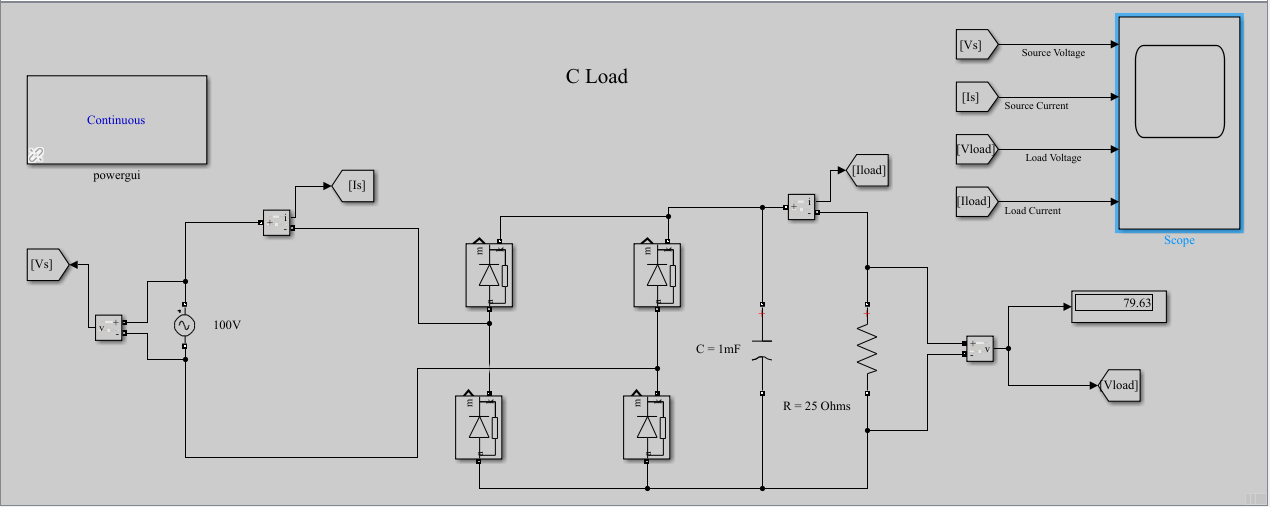 C Load
Continuous
powergui
[Vs]
Source Voltage
[Is]
Source Current
[Vload]
Load Voltage
[Iload]
Load Current
Scope
[Is]
[Iload]
+
-
i
+
-
i
[Vs]
v
+
-
100V
m
k
a
m
k
a
m
k
a
m
k
a
+
C = 1mF
+
R = 25 Ohms
+
-
v
79.63
[Vload]